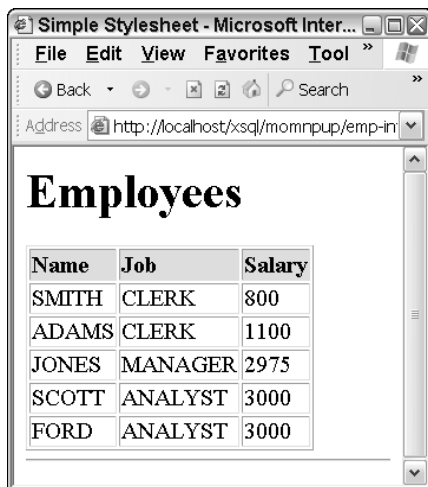 Simple Stylesheet - Microsoft Inter...
File Edit View Favorites Tool »
Back Search »
Address http://localhost/xsql/momnpup/emp-in
Employees
Name Job Salary
SMITH CLERK 800
ADAMS CLERK 1100
JONES MANAGER 2975
SCOTT ANALYST 3000
FORD ANALYST 3000